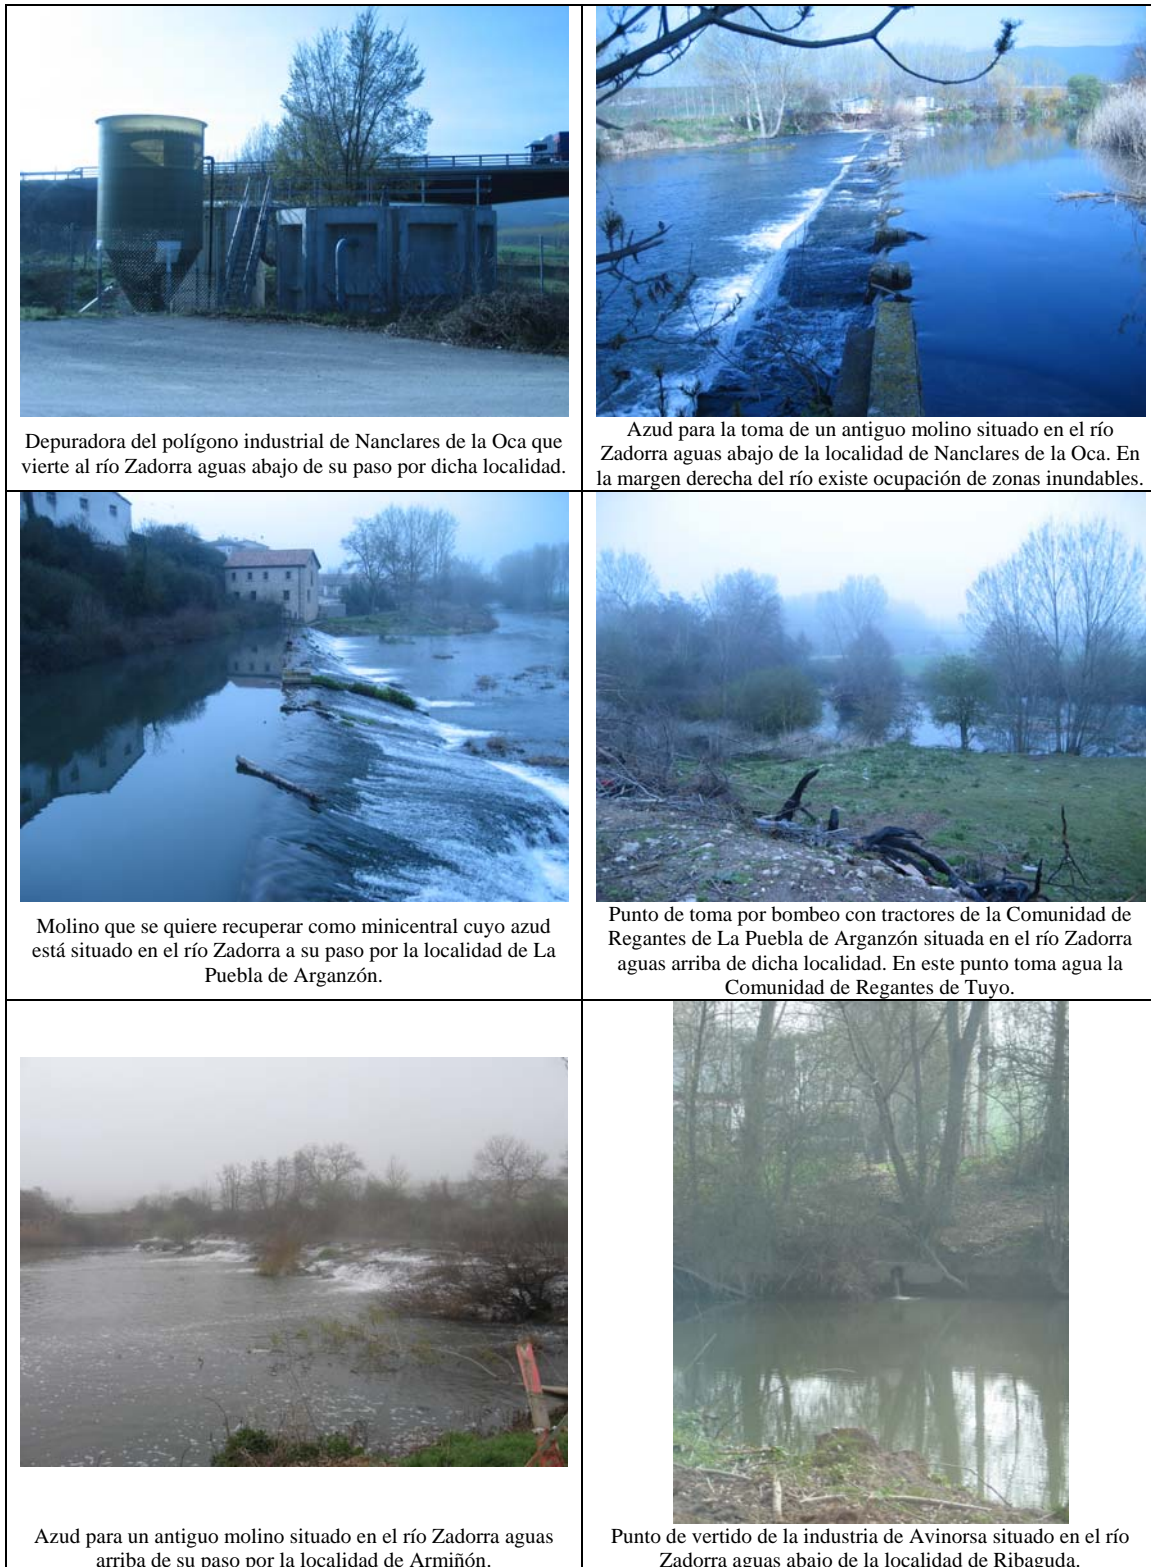 Depuradora del polígono industrial de Nanclares de la Oca que
vierte al río Zadorra aguas abajo de su paso por dicha localidad.
Azud para la toma de un antiguo molino situado en el río
Zadorra aguas abajo de la localidad de Nanclares de la Oca. En
la margen derecha del río existe ocupación de zonas inundables.
Molino que se quiere recuperar como minicentral cuyo azud
está situado en el río Zadorra a su paso por la localidad de La
Puebla de Arganzón.
Punto de toma por bombeo con tractores de la Comunidad de
Regantes de La Puebla de Arganzón situada en el río Zadorra
aguas arriba de dicha localidad. En este punto toma agua la
Comunidad de Regantes de Tuyo.
Azud para un antiguo molino situado en el río Zadorra aguas
arriba de su paso por la localidad de Armiñón.
Punto de vertido de la industria de Avinorsa situado en el río
Zadorra aguas abajo de la localidad de Ribaguda.